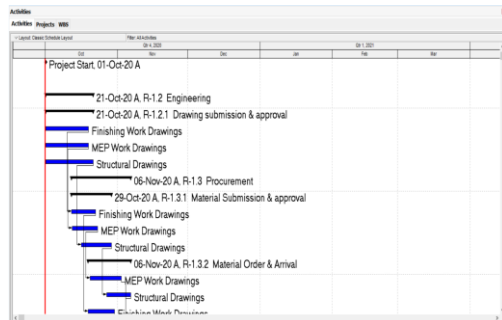 Activities
Activities Projects WBS
Layout: Classic Schedule Layout Filter: All Activities
Qtr 4, 2020 Qtr 1, 2021
Oct Nov Dec Jan Feb Mar
Project Start, 01-Oct-20 A
21-Oct-20 A, R-1.2 Engineering
21-Oct-20 A, R-1.2.1 Drawing submission & approval
Finishing Work Drawings
MEP Work Drawings
Structural Drawings
06-Nov-20 A, R-1.3 Procurement
29-Oct-20 A, R-1.3.1 Material Submission & approval
Finishing Work Drawings
MEP Work Drawings
Structural Drawings
06-Nov-20 A, R-1.3.2 Material Order & Arrival
MEP Work Drawings
Structural Drawings
Finishing Work Drawings